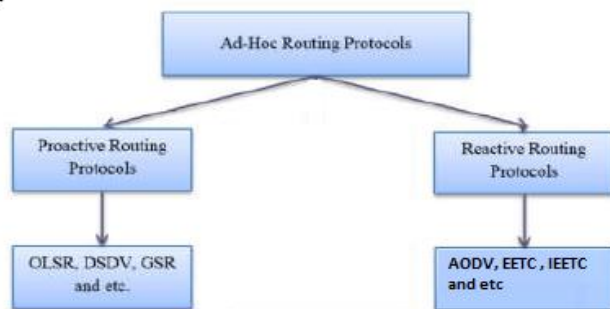 Ad-Hoc Routing Protocols
Proactive Routing
Protocols
Reactive Routing
Protocols
OLSR, DSDV, GSR
and etc.
AODV, EETC , IEETC
and etc